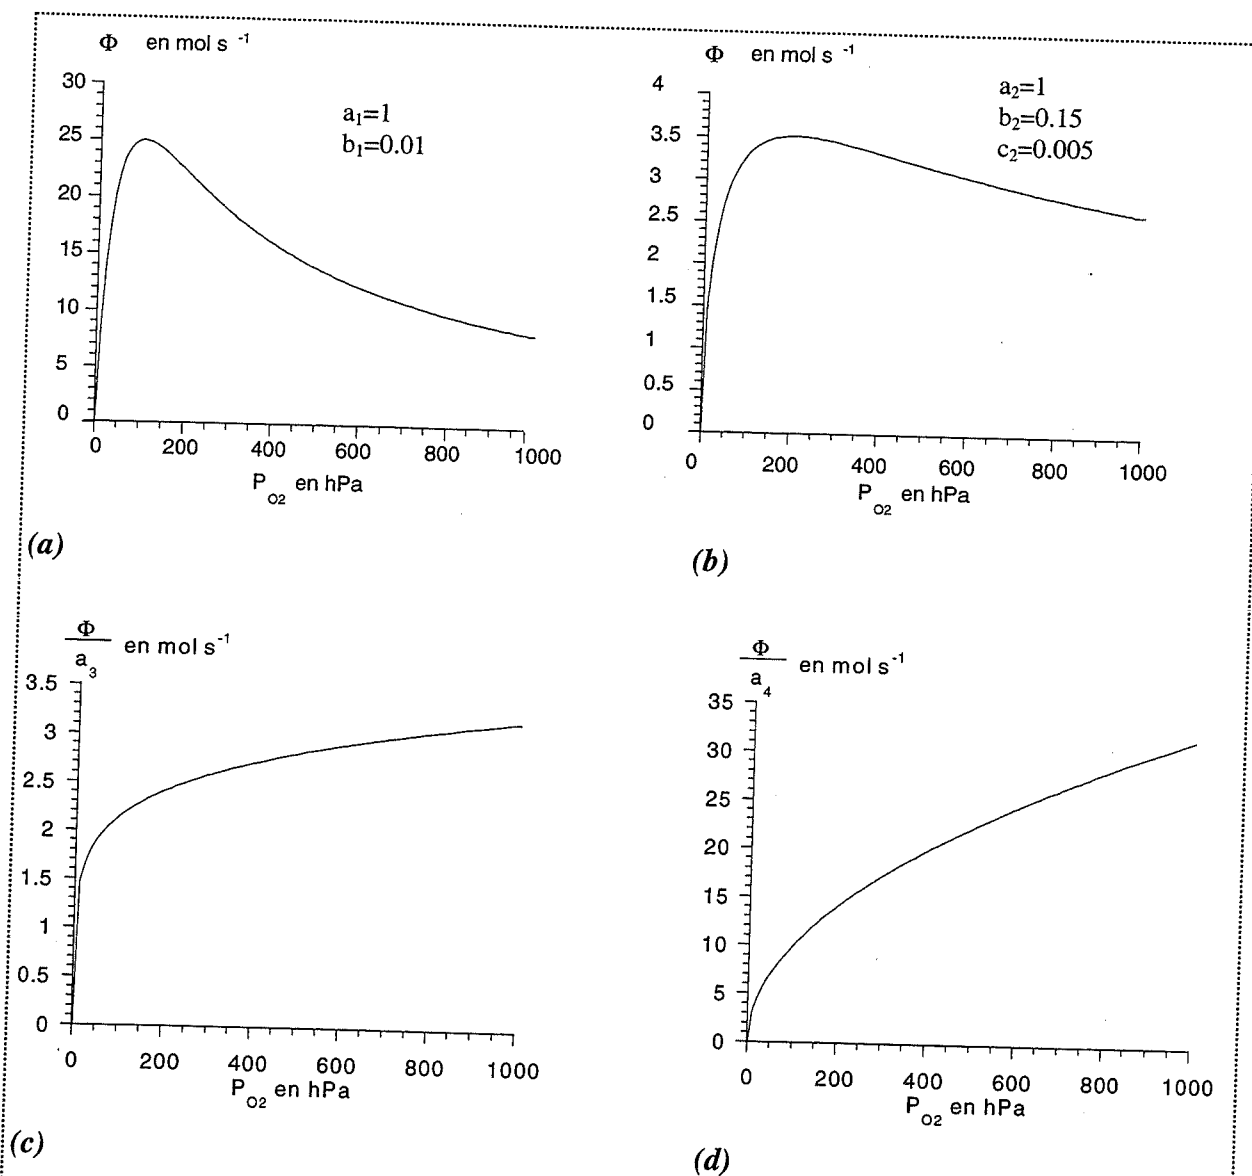 Φ en mol s⁻¹
a₁=1
b₁=0.01
30
25
20
15
10
5
0
0 200 400 600 800 1000
P_O2 en hPa
(a)
Φ en mol s⁻¹
a₂=1
b₂=0.15
c₂=0.005
4
3.5
3
2.5
2
1.5
1
0.5
0
0 200 400 600 800 1000
P_O2 en hPa
(b)
Φ
a₃
en mol s⁻¹
3.5
3
2.5
2
1.5
1
0.5
0
0 200 400 600 800 1000
P_O2 en hPa
(c)
Φ
a₄
en mol s⁻¹
35
30
25
20
15
10
5
0
0 200 400 600 800 1000
P_O2 en hPa
(d)